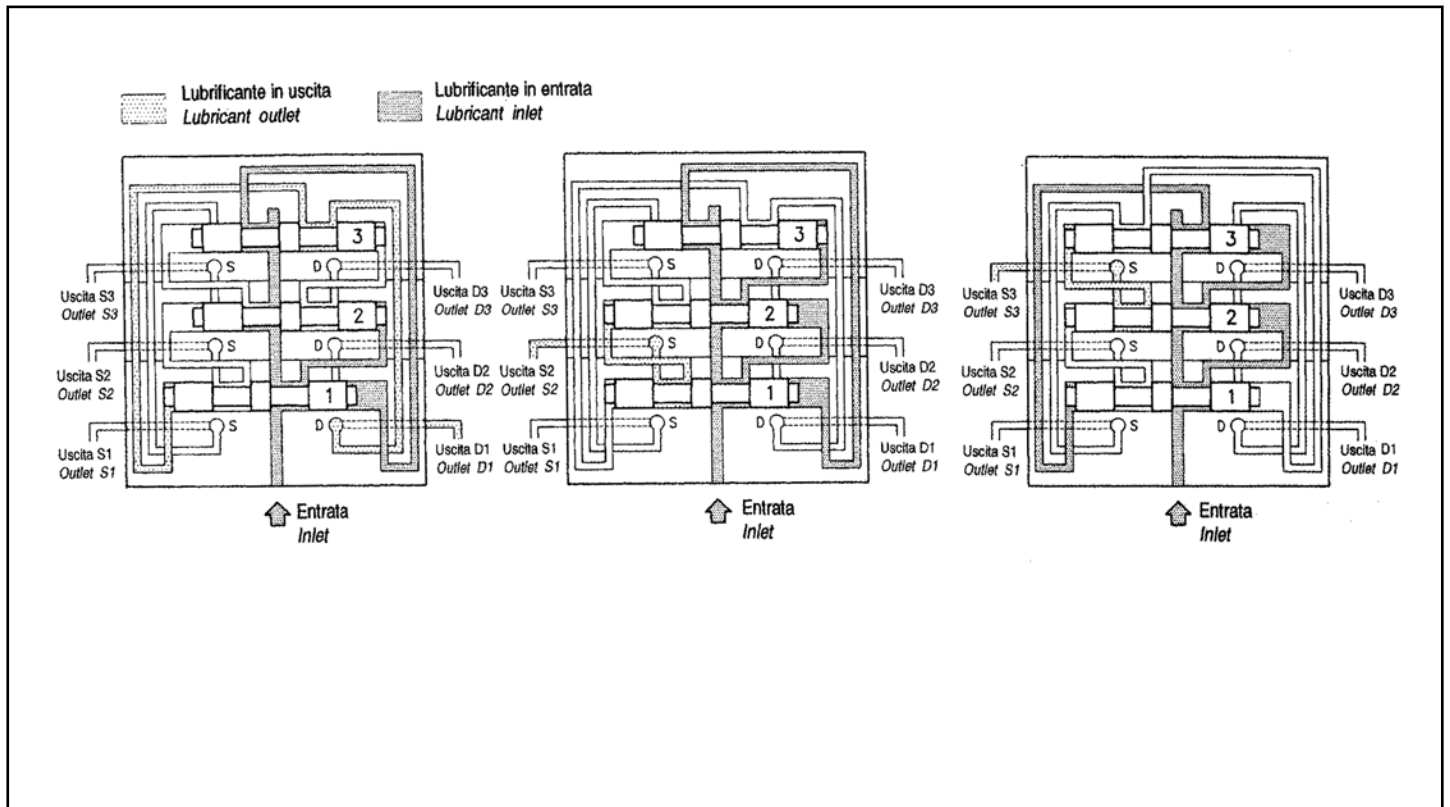 Lubrificante in uscita
Lubricant outlet
Lubrificante in entrata
Lubricant inlet
3
S
D
Uscita S3
Outlet S3
Uscita D3
Outlet D3
2
S
D
Uscita S2
Outlet S2
Uscita D2
Outlet D2
1
S
D
Uscita S1
Outlet S1
Uscita D1
Outlet D1
Entrata
Inlet
3
S
D
Uscita S3
Outlet S3
Uscita D3
Outlet D3
2
S
D
Uscita S2
Outlet S2
Uscita D2
Outlet D2
1
S
D
Uscita S1
Outlet S1
Uscita D1
Outlet D1
Entrata
Inlet
3
S
D
Uscita S3
Outlet S3
Uscita D3
Outlet D3
2
S
D
Uscita S2
Outlet S2
Uscita D2
Outlet D2
1
S
D
Uscita S1
Outlet S1
Uscita D1
Outlet D1
Entrata
Inlet